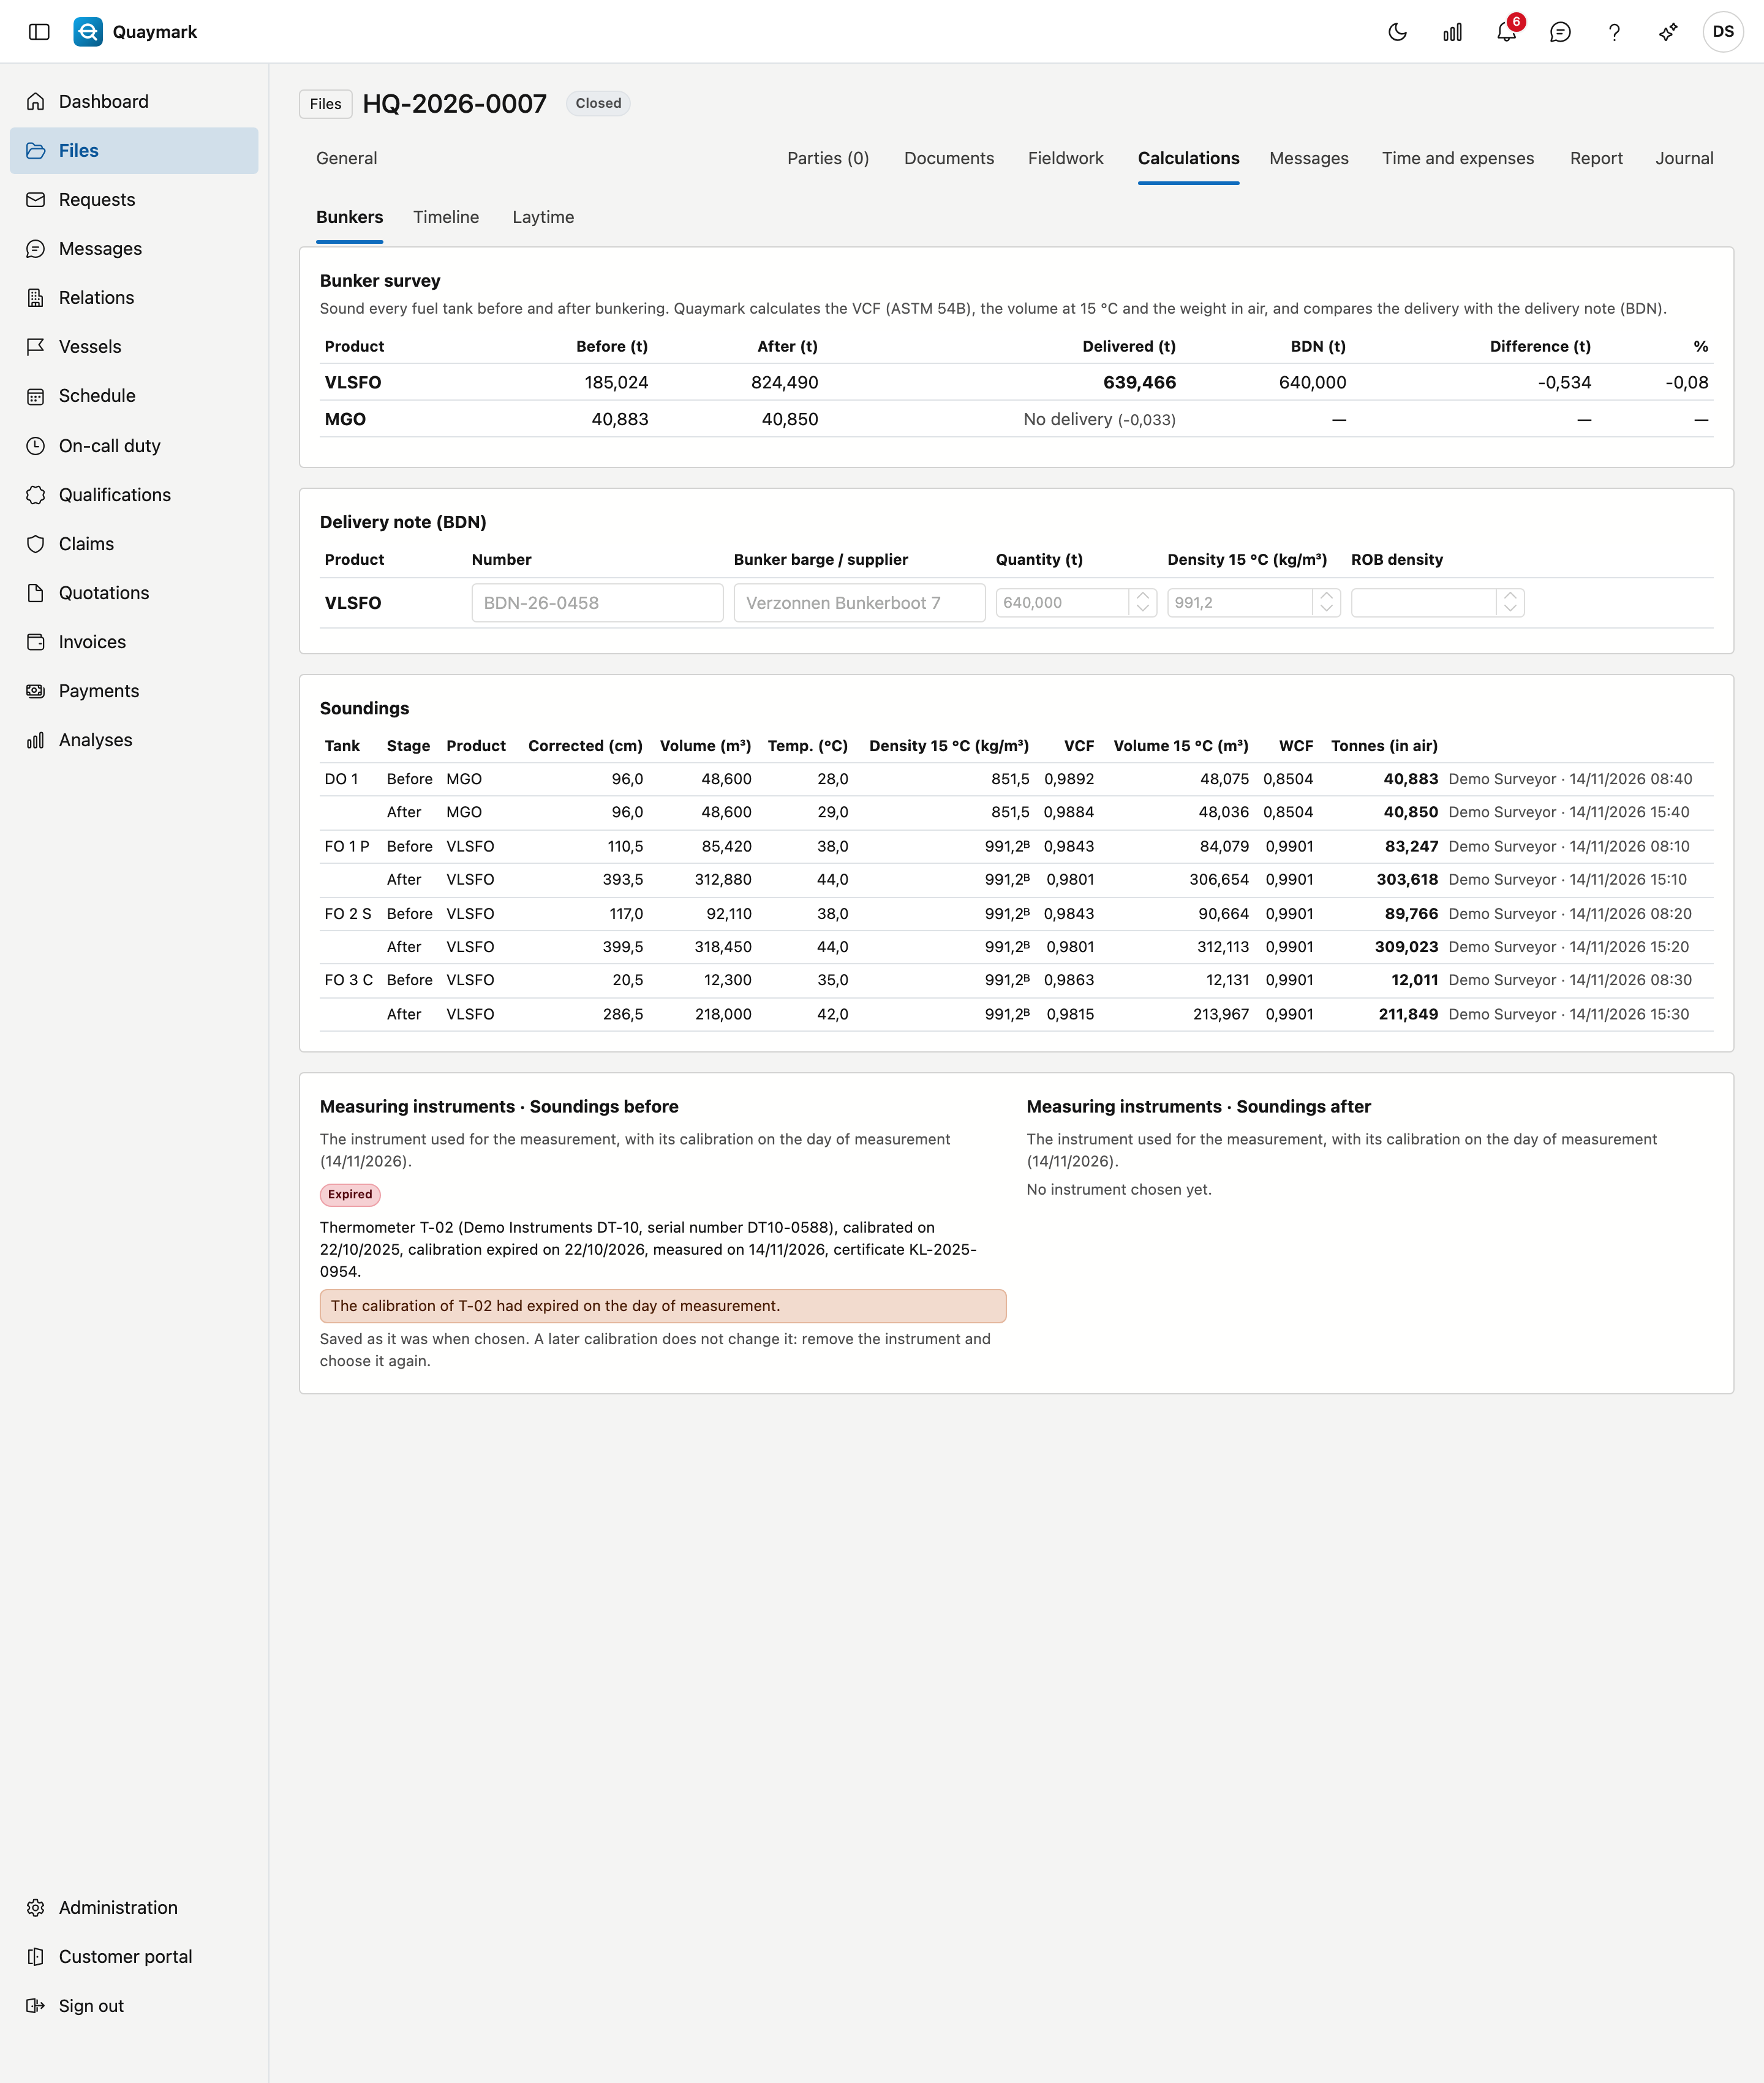 Quaymark
6
DS
Dashboard
Files
Requests
Messages
Relations
Vessels
Schedule
On-call duty
Qualifications
Claims
Quotations
Invoices
Payments
Analyses
Administration
Customer portal
Sign out
Files HQ-2026-0007 Closed
General Parties (0) Documents Fieldwork Calculations Messages Time and expenses Report Journal
Bunkers Timeline Laytime
Bunker survey
Sound every fuel tank before and after bunkering. Quaymark calculates the VCF (ASTM 54B), the volume at 15 °C and the weight in air, and compares the delivery with the delivery note (BDN).
Product Before (t) After (t) Delivered (t) BDN (t) Difference (t) %
VLSFO 185,024 824,490 639,466 640,000 -0,534 -0,08
MGO 40,883 40,850 No delivery (-0,033) — — —
Delivery note (BDN)
Product Number Bunker barge / supplier Quantity (t) Density 15 °C (kg/m³) ROB density
VLSFO BDN-26-0458 Verzonnen Bunkerboot 7 640,000 991,2
Soundings
Tank Stage Product Corrected (cm) Volume (m³) Temp. (°C) Density 15 °C (kg/m³) VCF Volume 15 °C (m³) WCF Tonnes (in air)
DO 1 Before MGO 96,0 48,600 28,0 851,5 0,9892 48,075 0,8504 40,883 Demo Surveyor · 14/11/2026 08:40
After MGO 96,0 48,600 29,0 851,5 0,9884 48,036 0,8504 40,850 Demo Surveyor · 14/11/2026 15:40
FO 1 P Before VLSFO 110,5 85,420 38,0 991,2ᴮ 0,9843 84,079 0,9901 83,247 Demo Surveyor · 14/11/2026 08:10
After VLSFO 393,5 312,880 44,0 991,2ᴮ 0,9801 306,654 0,9901 303,618 Demo Surveyor · 14/11/2026 15:10
FO 2 S Before VLSFO 117,0 92,110 38,0 991,2ᴮ 0,9843 90,664 0,9901 89,766 Demo Surveyor · 14/11/2026 08:20
After VLSFO 399,5 318,450 44,0 991,2ᴮ 0,9801 312,113 0,9901 309,023 Demo Surveyor · 14/11/2026 15:20
FO 3 C Before VLSFO 20,5 12,300 35,0 991,2ᴮ 0,9863 12,131 0,9901 12,011 Demo Surveyor · 14/11/2026 08:30
After VLSFO 286,5 218,000 42,0 991,2ᴮ 0,9815 213,967 0,9901 211,849 Demo Surveyor · 14/11/2026 15:30
Measuring instruments · Soundings before
The instrument used for the measurement, with its calibration on the day of measurement
(14/11/2026).
Expired
Thermometer T-02 (Demo Instruments DT-10, serial number DT10-0588), calibrated on
22/10/2025, calibration expired on 22/10/2026, measured on 14/11/2026, certificate KL-2025-
0954.
The calibration of T-02 had expired on the day of measurement.
Saved as it was when chosen. A later calibration does not change it: remove the instrument and
choose it again.
Measuring instruments · Soundings after
The instrument used for the measurement, with its calibration on the day of measurement
(14/11/2026).
No instrument chosen yet.